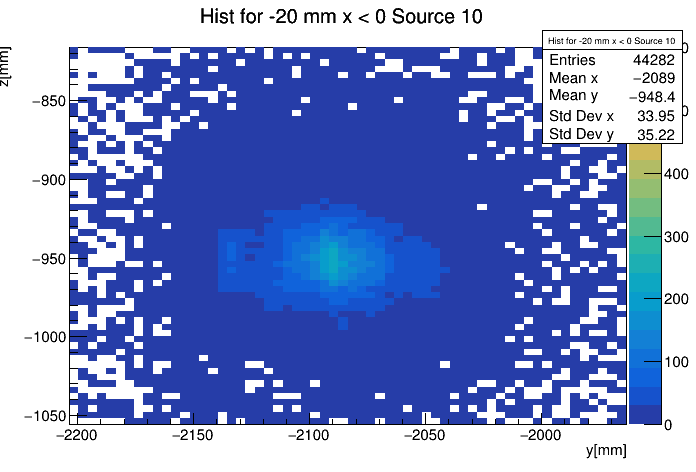 Hist for -20 mm x < 0 Source 10
z[mm]
Hist for -20 mm x < 0 Source 10
Entries 44282
Mean x −2089
Mean y −948.4
Std Dev x 33.95
Std Dev y 35.22
−850
−900
−950
−1000
−1050
−2200 −2150 −2100 −2050 −2000
y[mm]
400
300
200
100
0